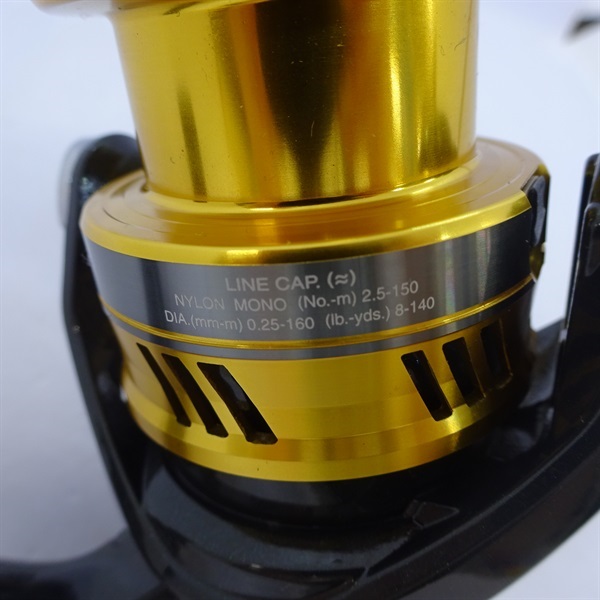 LINE CAP. (≈)
NYLON MONO (No.-m) 2.5-150
DIA.(mm-m) 0.25-160 (lb.-yds.) 8-140